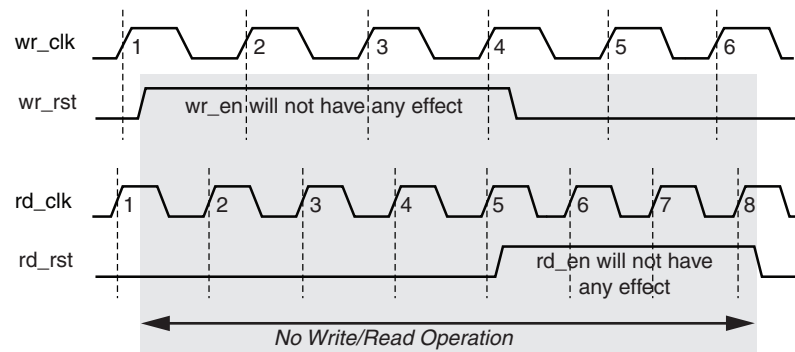 wr_clk 1 2 3 4 5 6
wr_rst wr_en will not have any effect
rd_clk 1 2 3 4 5 6 7 8
rd_rst rd_en will not have
any effect
No Write/Read Operation